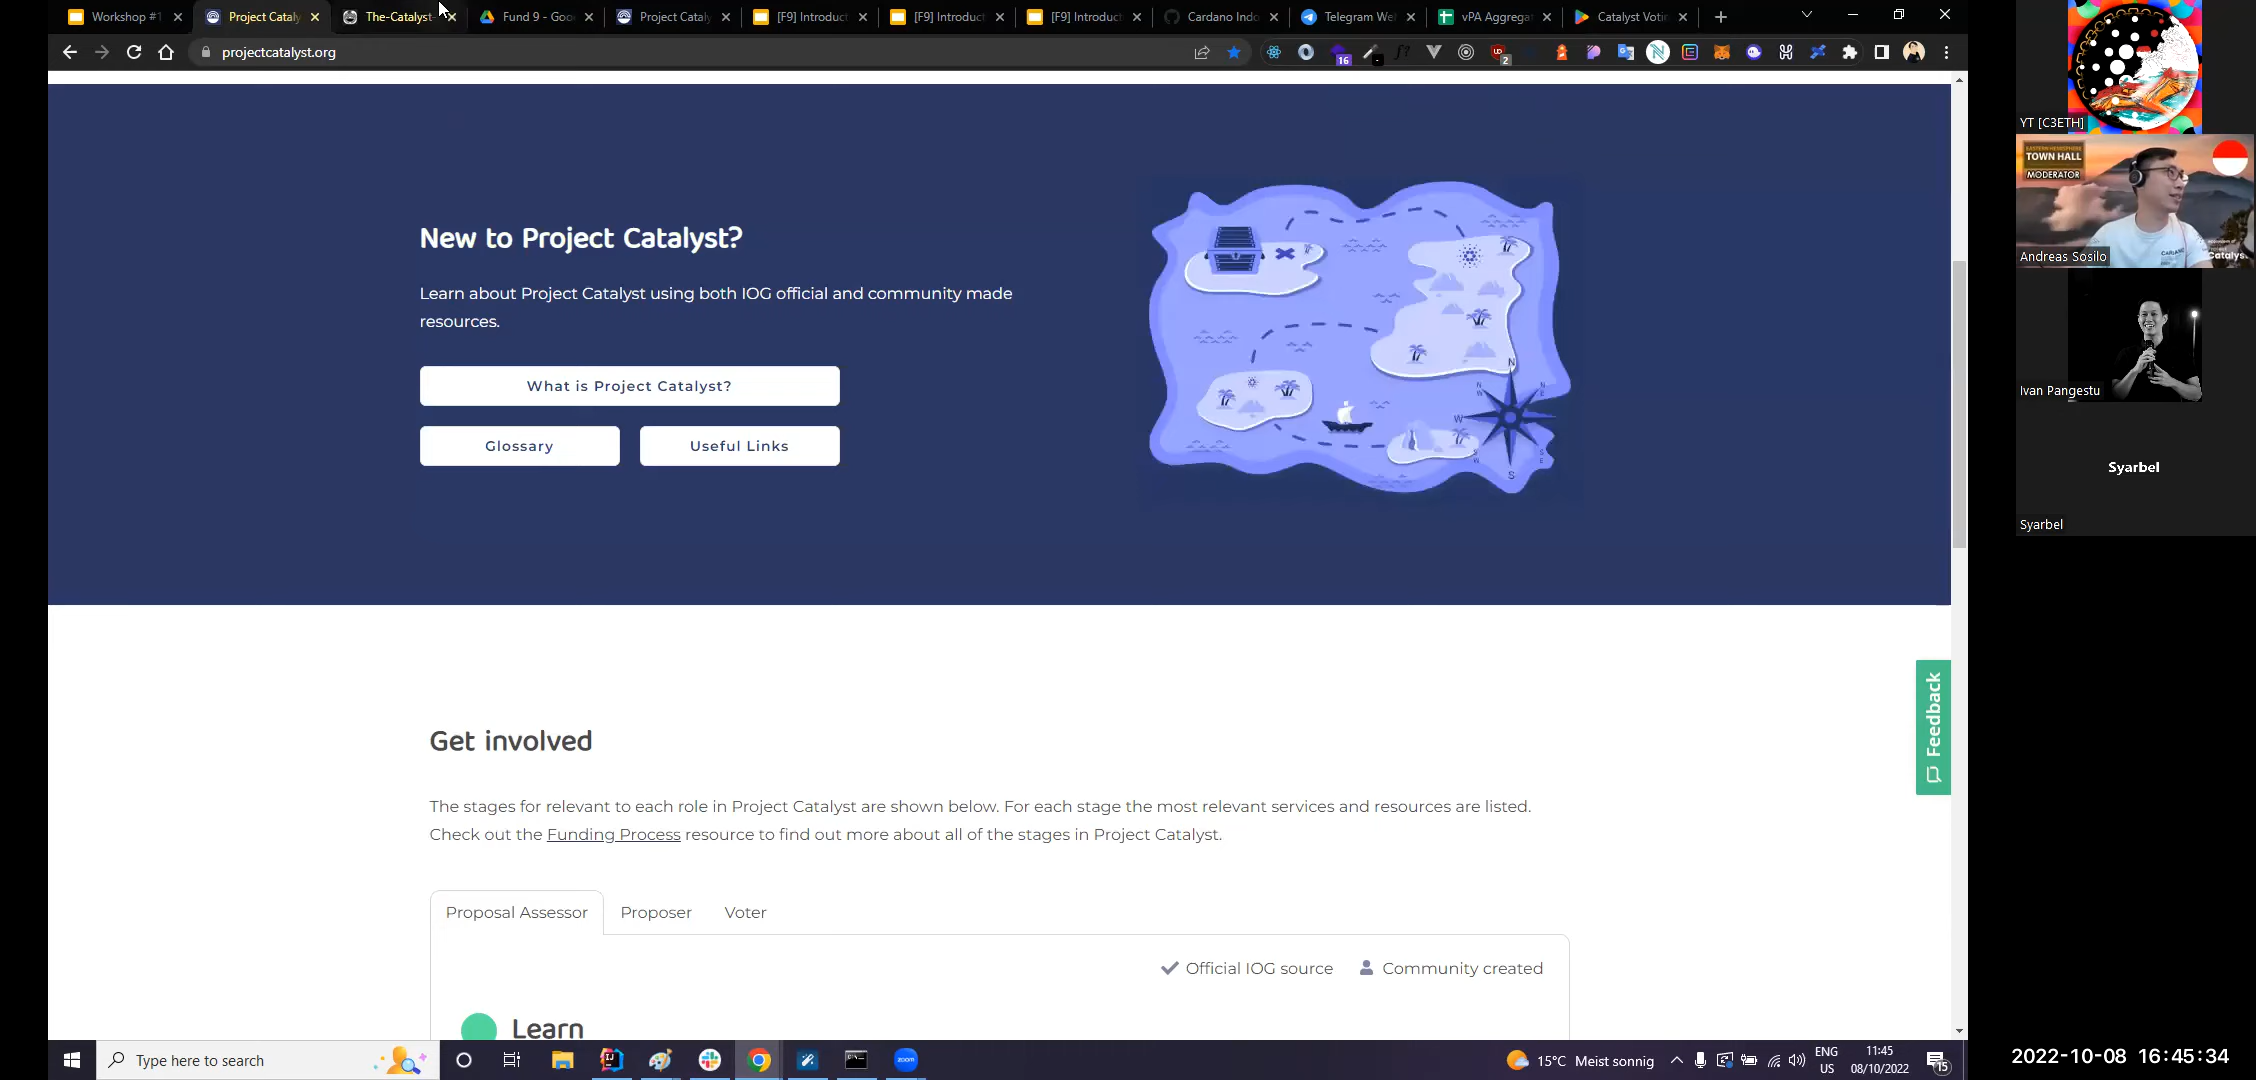 Workshop #1
Project Cataly
The-Catalyst-
Fund 9 - Goo
Project Cataly
[F9] Introduct
[F9] Introduct
[F9] Introduct
Cardano Indo
Telegram We
vPA Aggrega
Catalyst Voti
projectcatalyst.org
16
2
New to Project Catalyst?
Learn about Project Catalyst using both IOG official and community made
resources.
What is Project Catalyst?
Glossary
Useful Links
N
W
S
Feedback
Get involved
The stages for relevant to each role in Project Catalyst are shown below. For each stage the most relevant services and resources are listed.
Check out the Funding Process resource to find out more about all of the stages in Project Catalyst.
Proposal Assessor
Proposer
Voter
Official IOG source
Community created
Learn
Type here to search
zoom
15°C Meist sonnig
ENG
US
11:45
08/10/2022
15
YT [C3ETH]
EASTERN HEMISPHERE
TOWN HALL
MODERATOR
Andreas Sosilo
Ivan Pangestu
Syarbel
Syarbel
2022-10-08 16:45:34